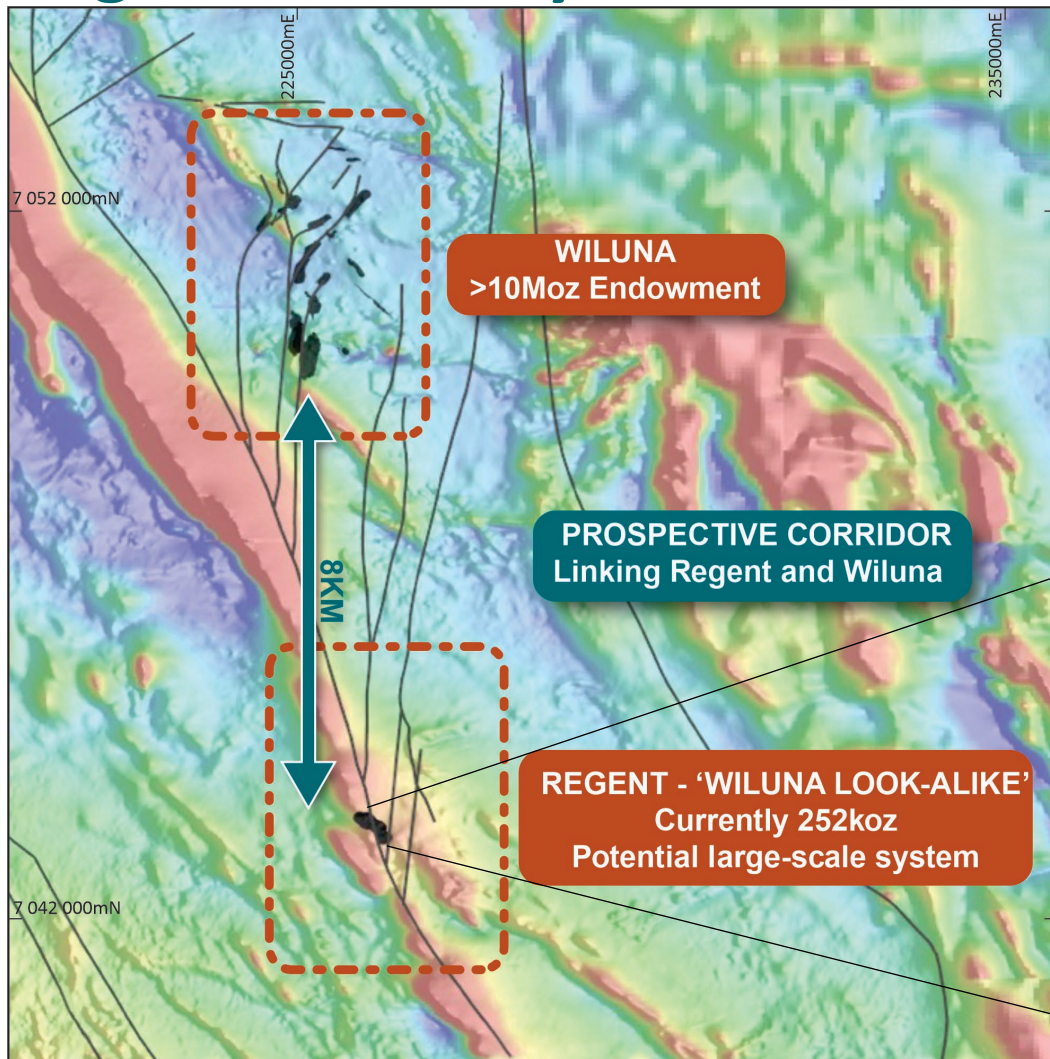 225000mE
235000mE
7 052 000mN
WILUNA
>10Moz Endowment
PROSPECTIVE CORRIDOR
Linking Regent and Wiluna
8KM
REGENT - ‘WILUNA LOOK-ALIKE’
Currently 252koz
Potential large-scale system
7 042 000mN